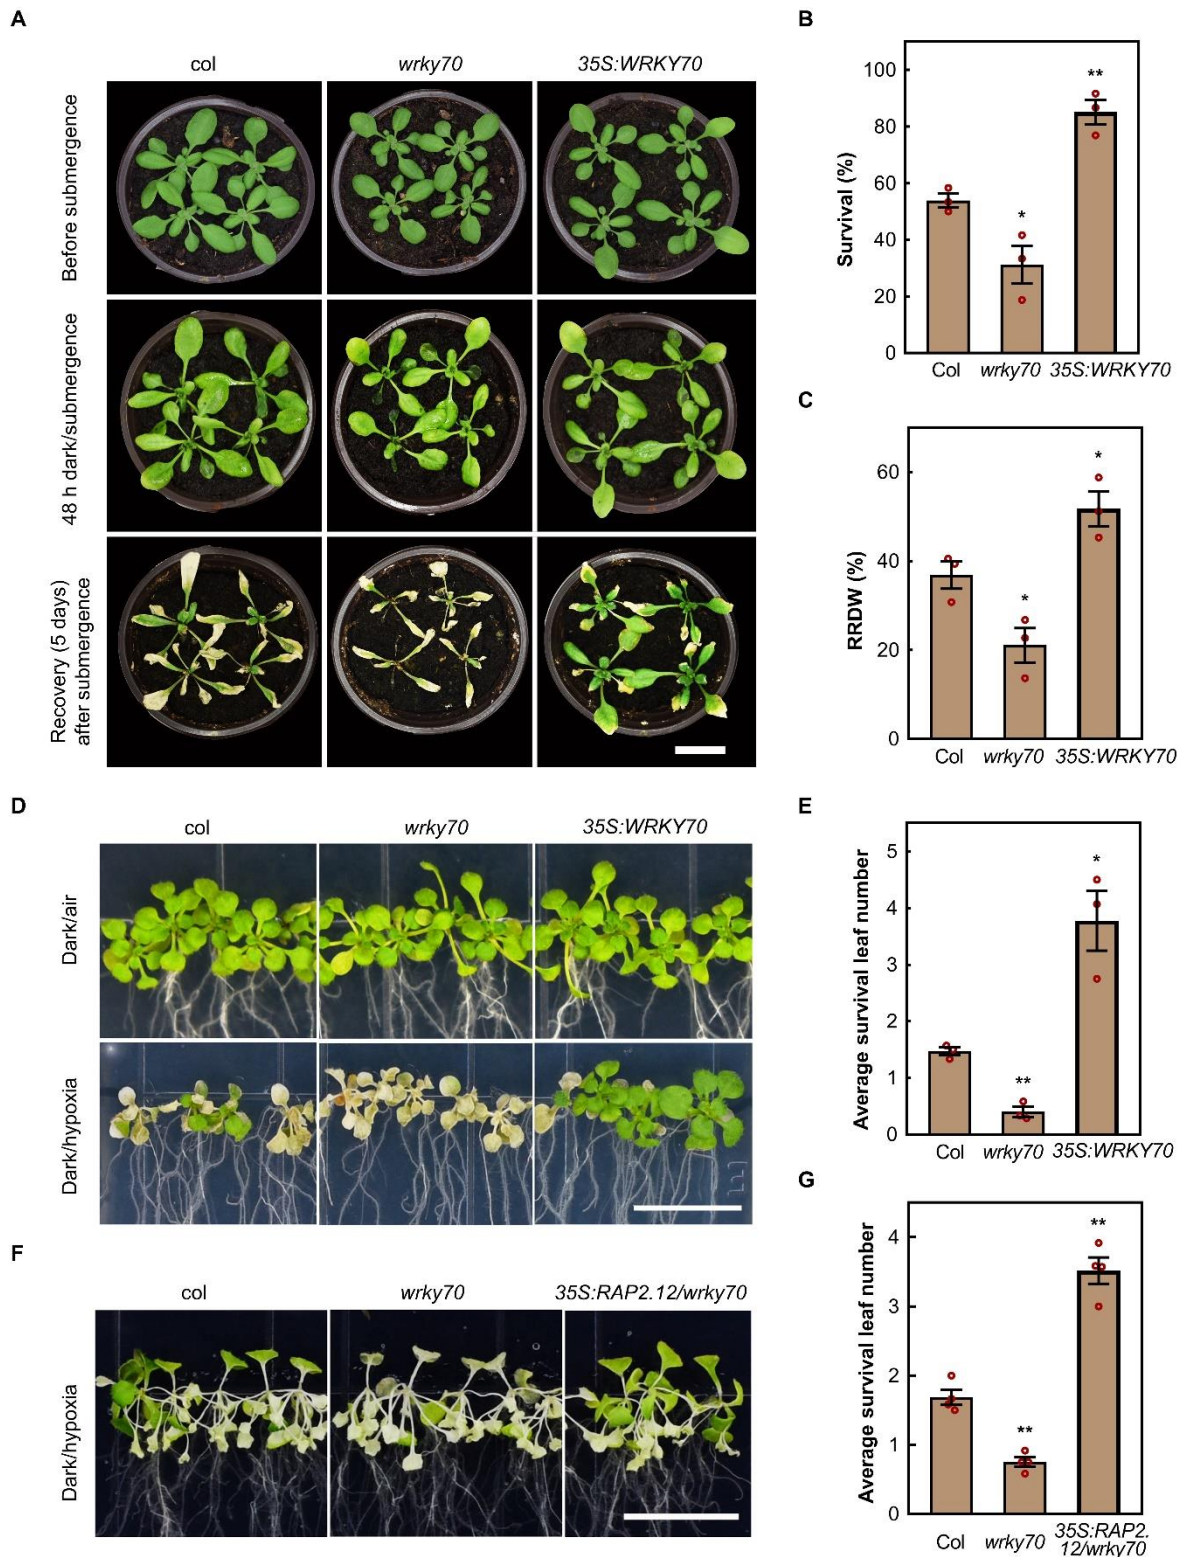 A
col
wrky70
35S:WRKY70
Before submergence
48 h dark/submergence
Recovery (5 days)
after submergence
B
Survival (%)
100
80
60
40
20
0
*
**
Col
wrky70
35S:WRKY70
C
RRDW (%)
60
40
20
0
*
*
Col
wrky70
35S:WRKY70
D
col
wrky70
35S:WRKY70
Dark/air
Dark/hypoxia
E
Average survival leaf number
5
4
3
2
1
0
**
*
Col
wrky70
35S:WRKY70
F
col
wrky70
35S:RAP2.12/wrky70
Dark/hypoxia
G
Average survival leaf number
4
3
2
1
0
**
**
Col
wrky70
35S:RAP2.
12/wrky70